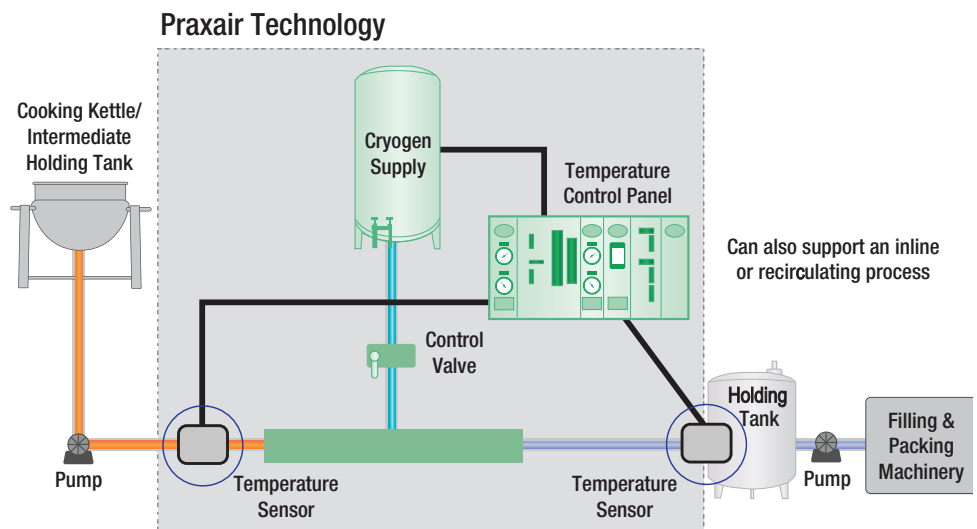 Praxair Technology
Cooking Kettle/
Intermediate
Holding Tank
Cryogen
Supply
Temperature
Control Panel
Can also support an inline
or recirculating process
Control
Valve
Holding
Tank
Filling &
Packing
Machinery
Pump
Temperature
Sensor
Temperature
Sensor
Pump